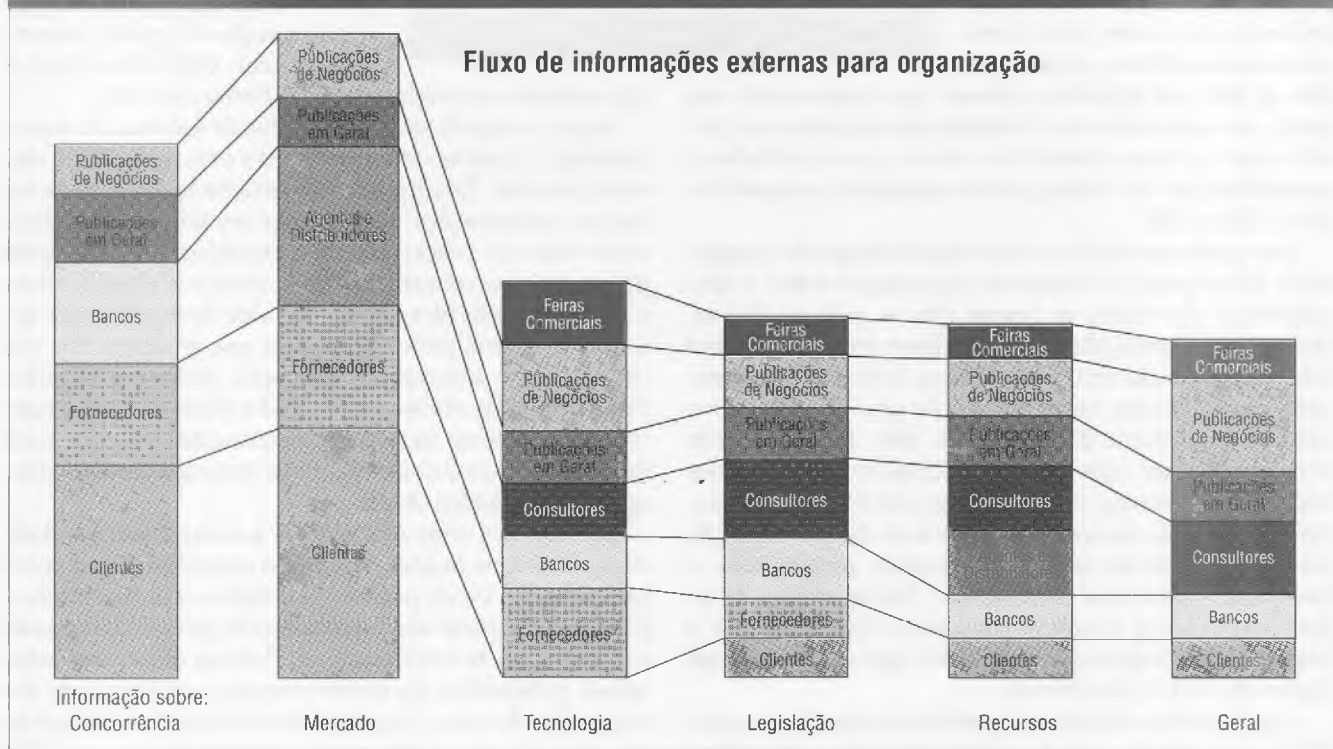 Fluxo de informações externas para organização
Publicações
de Negócios
Publicações
em Geral
Bancos
Fornecedores
Clientes
Publicações
de Negócios
Publicações
em Geral
Agentes e
Distribuidores
Fornecedores
Clientes
Feiras
Comerciais
Publicações
de Negócios
Publicações
em Geral
Consultores
Bancos
Fornecedores
Feiras
Comerciais
Publicações
de Negócios
Publicações
em Geral
Consultores
Bancos
Fornecedores
Clientes
Feiras
Comerciais
Publicações
de Negócios
Publicações
em Geral
Consultores
Agentes e
Distribuidores
Bancos
Clientes
Feiras
Comerciais
Publicações
de Negócios
Publicações
em Geral
Consultores
Bancos
Clientes
Informação sobre:
Concorrência
Mercado
Tecnologia
Legislação
Recursos
Geral